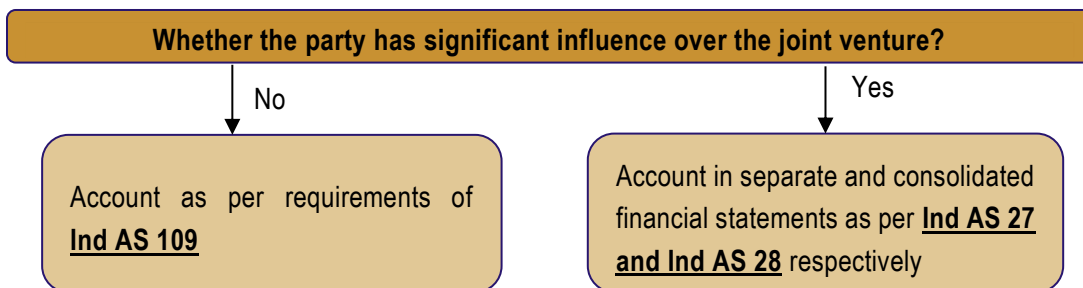 Whether the party has significant influence over the joint venture?
No
Yes
Account as per requirements of
Ind AS 109
Account in separate and consolidated
financial statements as per Ind AS 27
and Ind AS 28 respectively